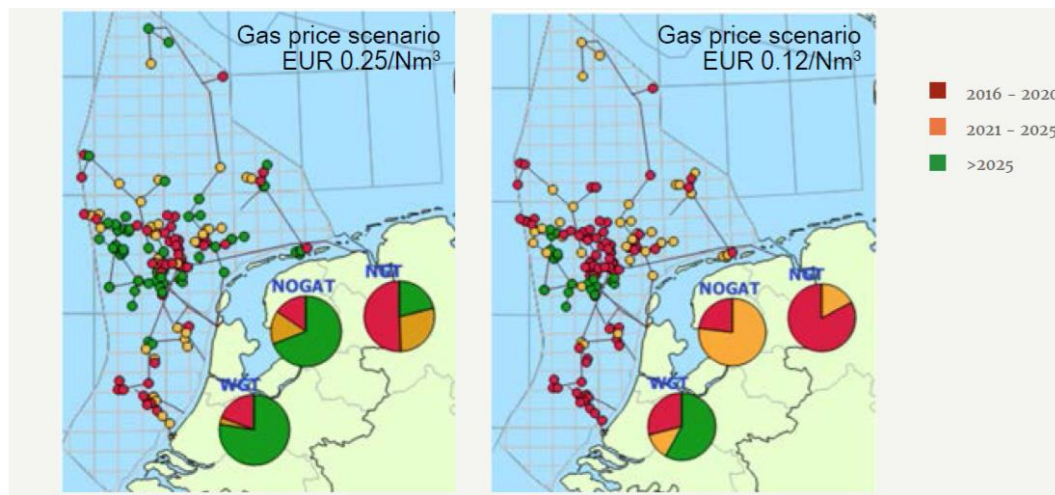 Gas price scenario
EUR 0.25/Nm³
NGT
NOGAT
WGT
Gas price scenario
EUR 0.12/Nm³
NGT
NOGAT
WGT
2016 – 2020
2021 – 2025
>2025